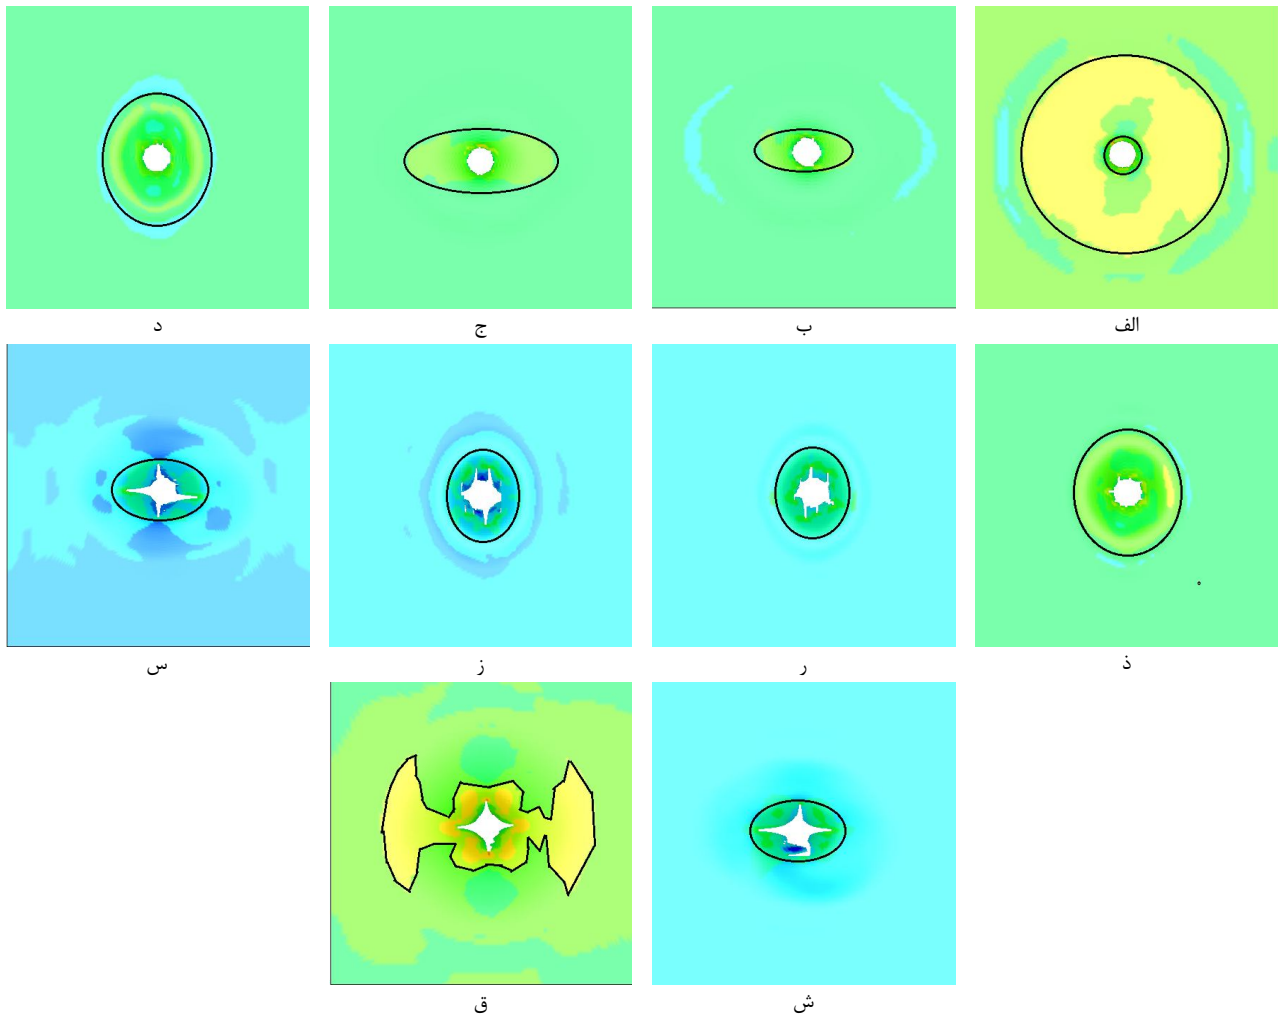 الف ب ج د
ذ ر ز س
ش ق